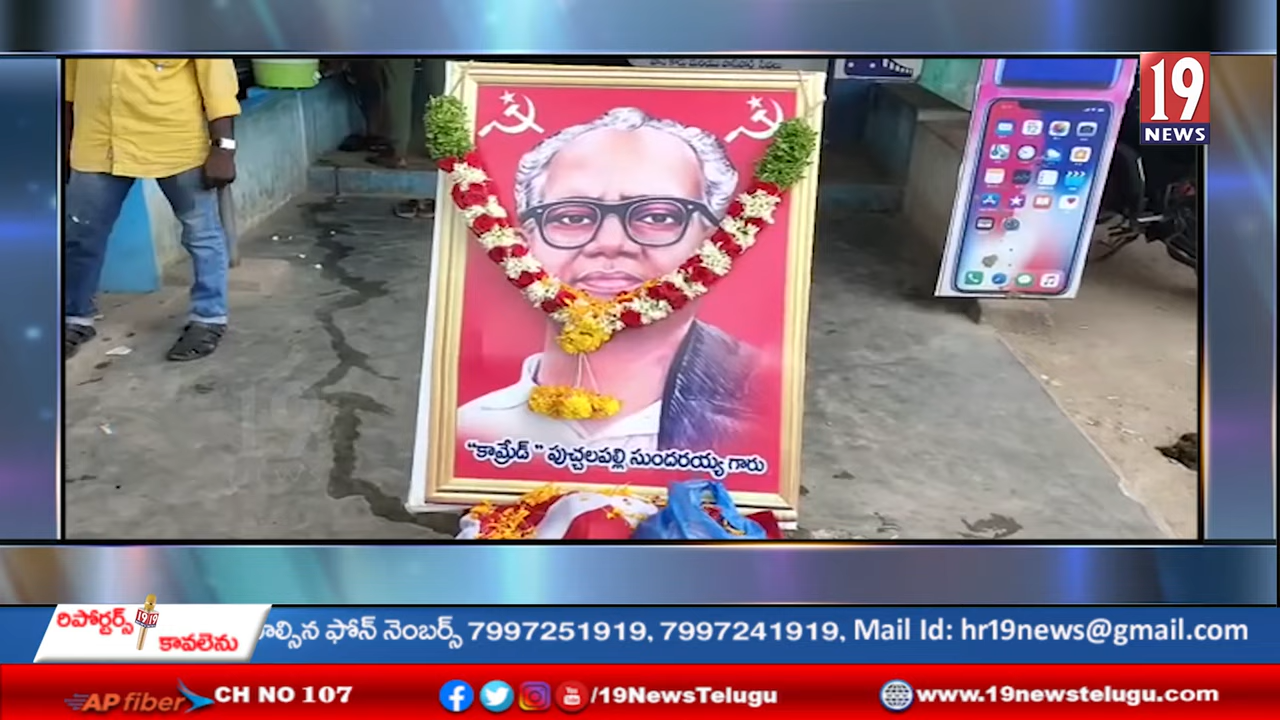 19
NEWS
"కామ్రేడ్" పుచ్చలపల్లి సుందరయ్య గారు
రిపోర్టర్స్
కావలెను
ల్సిన ఫోన్ నెంబర్స్ 7997251919, 7997241919, Mail Id: hr19news@gmail.com
AP fiber CH NO 107 /19NewsTelugu www.19newstelugu.com